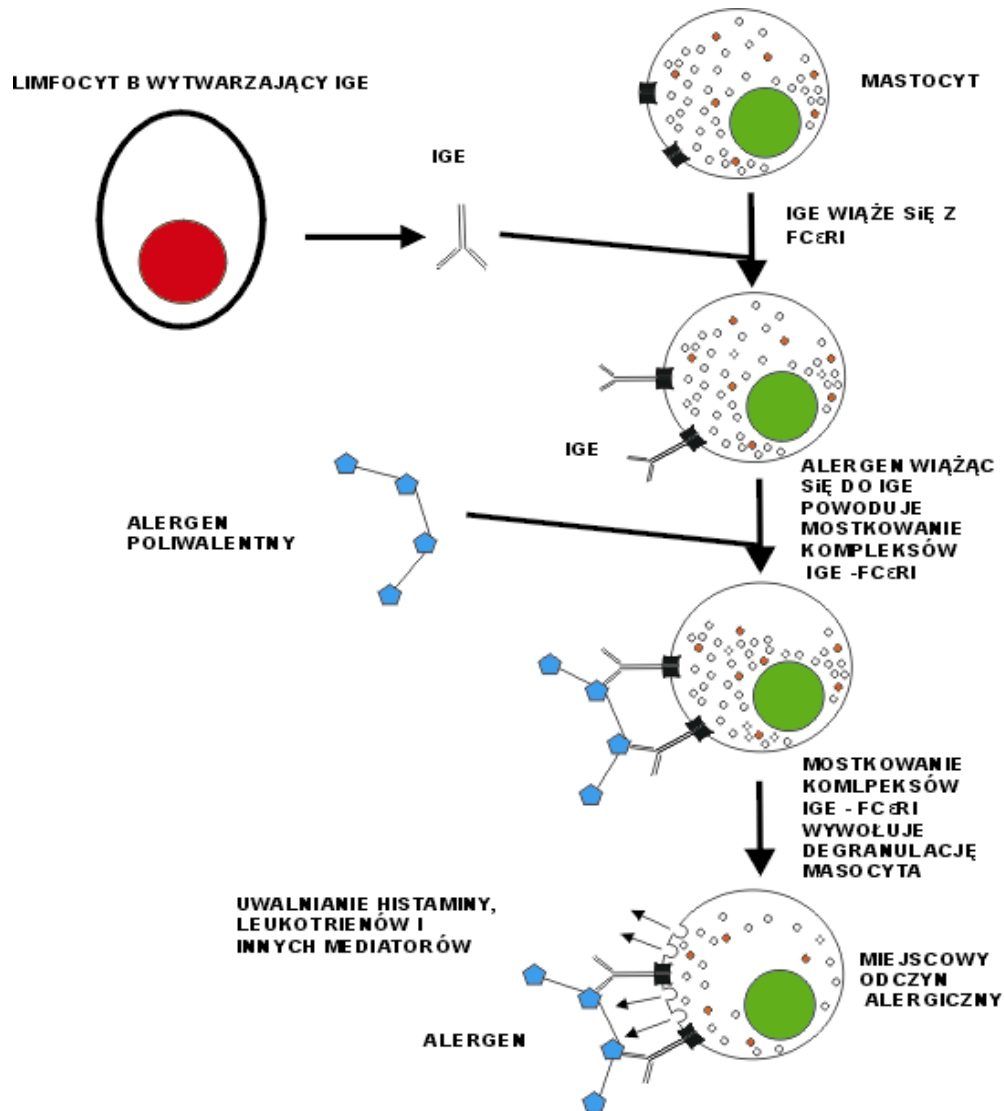 LIMFOCYT B WYTWARZAJĄCY IGE
MASTOCYT
IGE
IGE WIĄŻE SiĘ Z
FCεRI
IGE
ALERGEN WIĄŻĄC
SiĘ DO IGE
POWODUJE
MOSTKOWANIE
KOMPLEKSÓW
IGE -FCεRI
ALERGEN
POLIWALENTNY
MOSTKOWANIE
KOMLPEKSÓW
IGE - FCεRI
WYWOŁUJE
DEGRANULACJĘ
MASOCYTA
UWALNIANIE HISTAMINY,
LEUKOTRIENÓW I
INNYCH MEDIATORÓW
MIEJSCOWY
ODCZYN
ALERGICZNY
ALERGEN